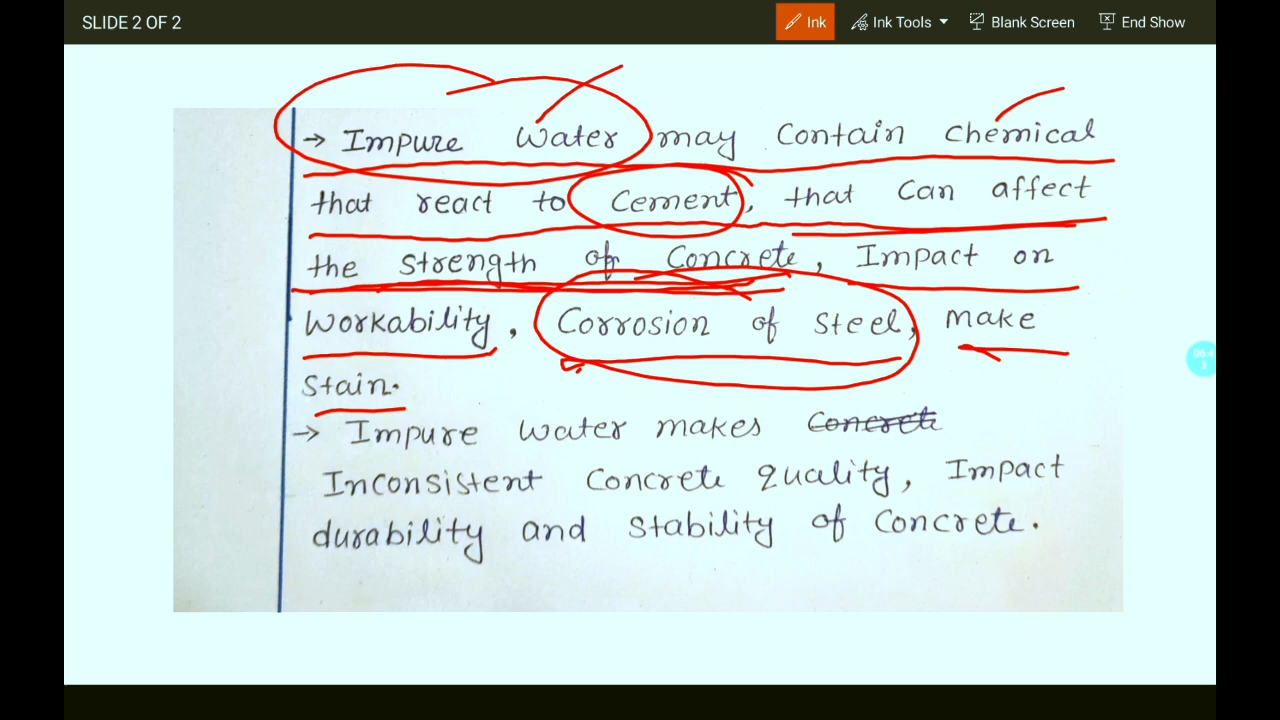 SLIDE 2 OF 2 Ink Ink Tools Blank Screen End Show
→ Impure water may contain chemical
that react to cement, that can affect
the strength of concrete, Impact on
workability, Corrosion of steel, make
stain.
→ Impure water makes Concrete
Inconsistent concrete quality, Impact
durability and stability of concrete.